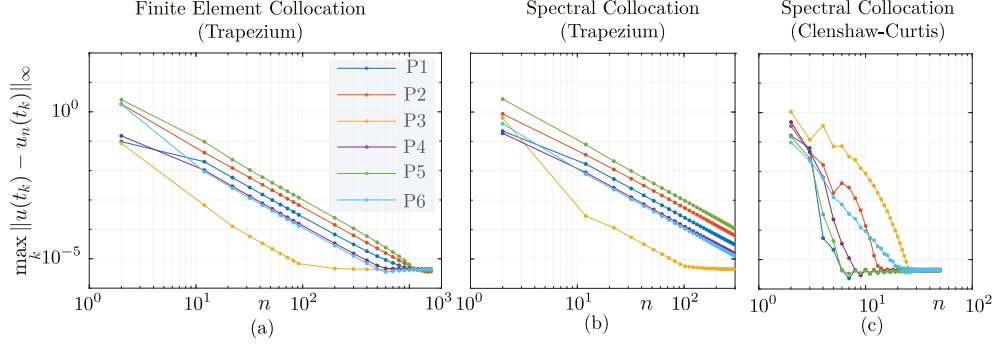 Finite Element Collocation
(Trapezium)
Spectral Collocation
(Trapezium)
Spectral Collocation
(Clenshaw-Curtis)
max_k ‖u(t_k) − u_n(t_k)‖_∞
10^0
10^{-5}
P1
P2
P3
P4
P5
P6
10^0 10^1 n 10^2 10^3
10^0 10^1 n 10^2
10^0 10^1 n 10^2
(a)
(b)
(c)